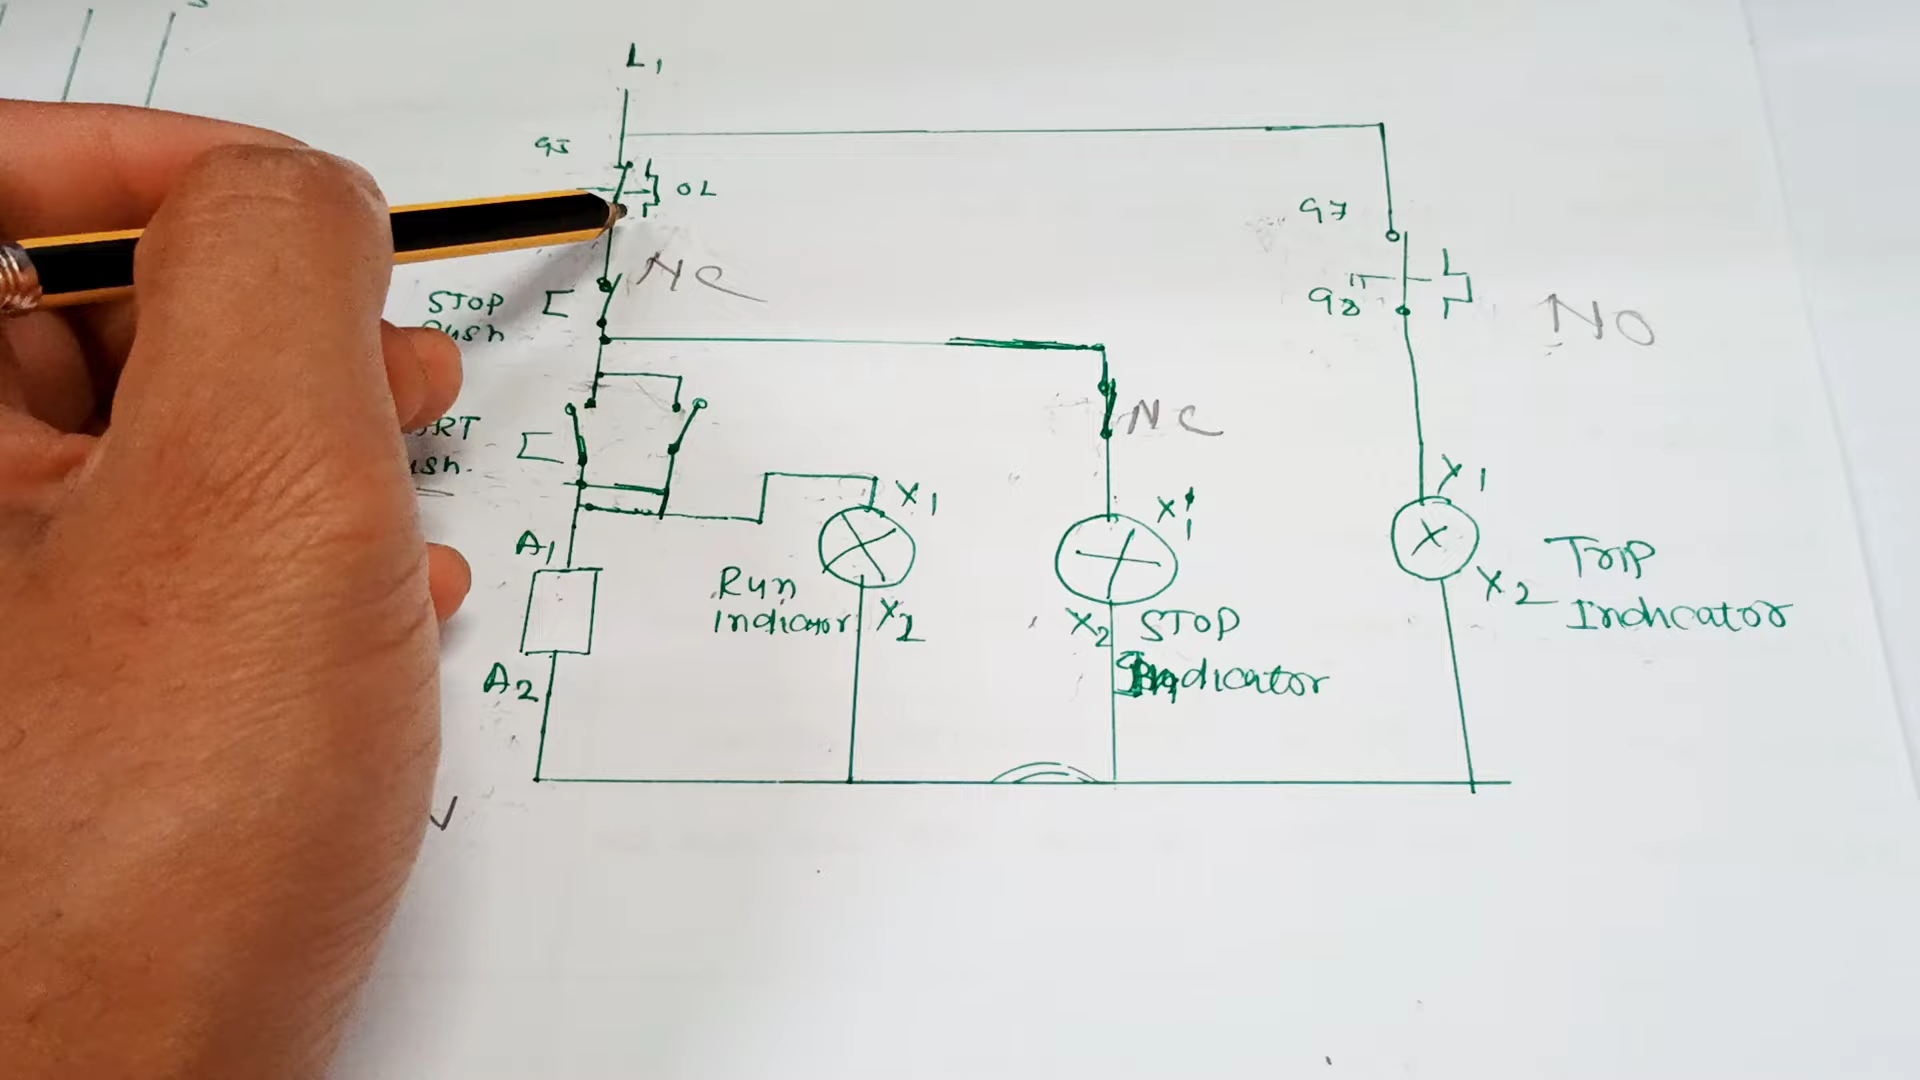 L1
95
OL
97
NC
STOP
Push
98
NO
NC
X1
X1
X1
A1
Run
Indicator
X2
X2
STOP
Indicator
X2
Trip
Indicator
A2